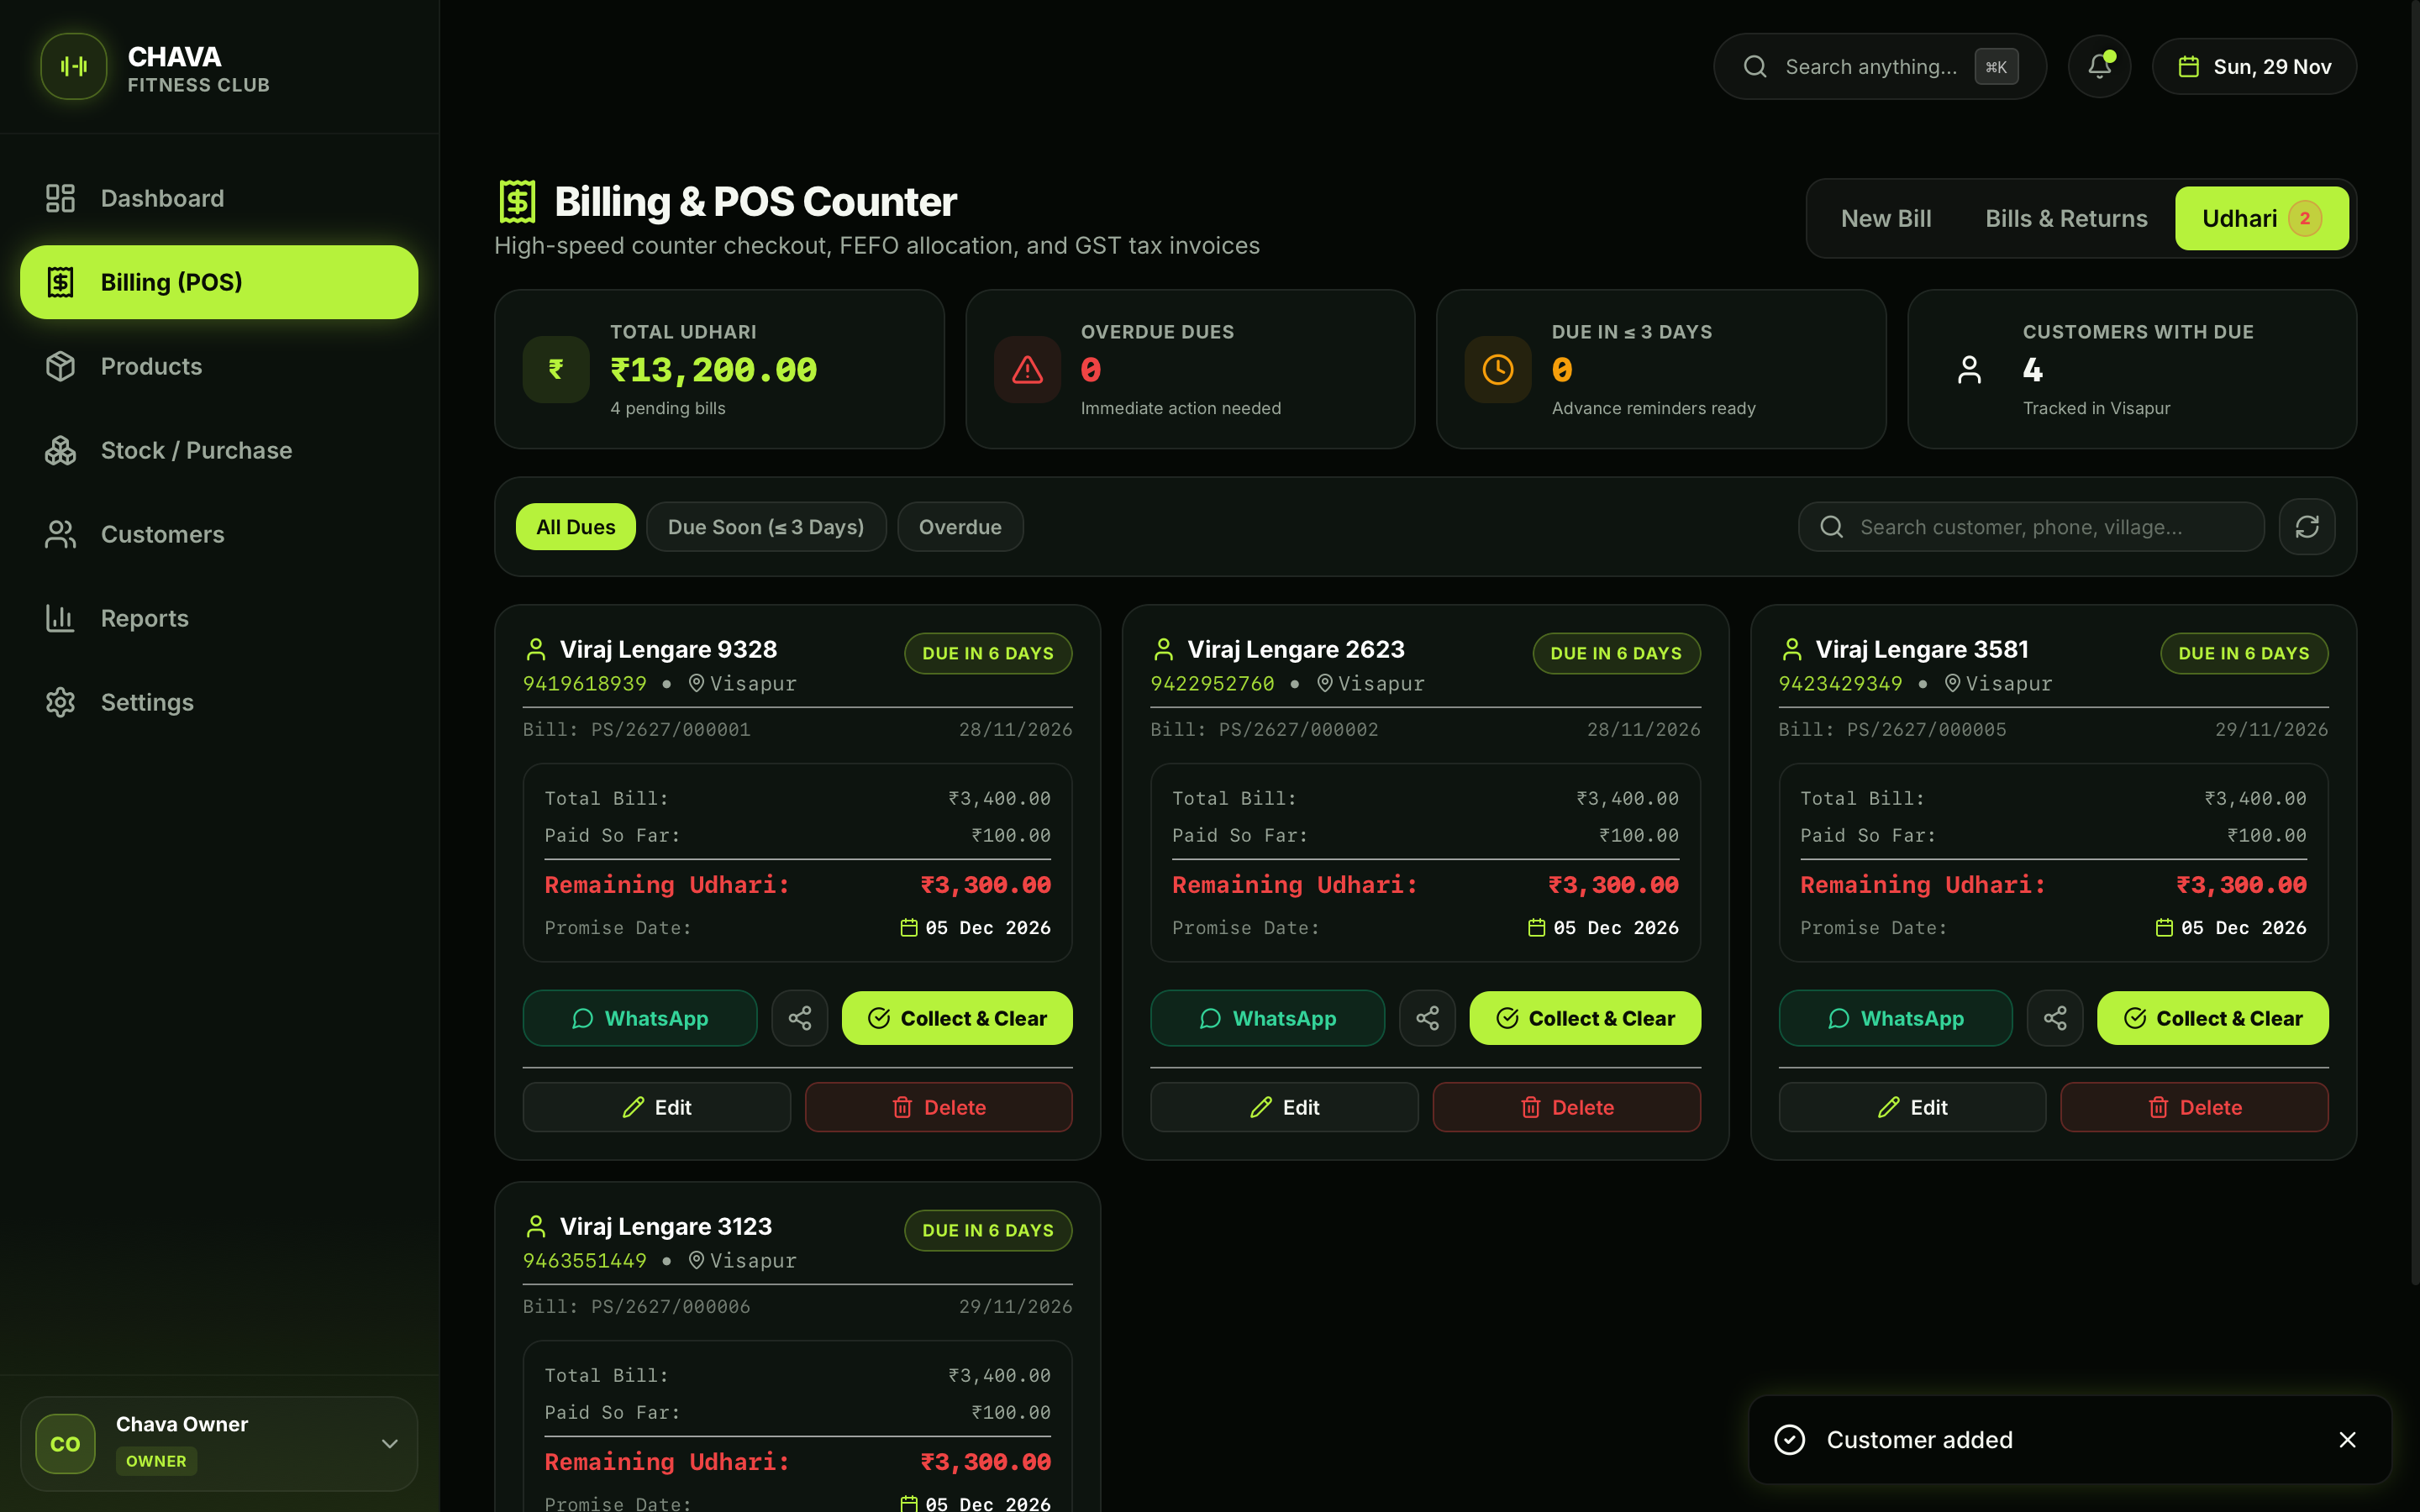 CHAVA
FITNESS CLUB
Search anything... ⌘K
Sun, 29 Nov
Dashboard
Billing (POS)
Products
Stock / Purchase
Customers
Reports
Settings
Chava Owner
CO
OWNER
Billing & POS Counter
High-speed counter checkout, FEFO allocation, and GST tax invoices
New Bill Bills & Returns Udhari 2
TOTAL UDHARI
₹
₹13,200.00
4 pending bills
OVERDUE DUES
0
Immediate action needed
DUE IN ≤ 3 DAYS
0
Advance reminders ready
CUSTOMERS WITH DUE
4
Tracked in Visapur
All Dues Due Soon (≤ 3 Days) Overdue
Search customer, phone, village...
Viraj Lengare 9328 DUE IN 6 DAYS
9419618939 • Visapur
Bill: PS/2627/000001 28/11/2026
Total Bill: ₹3,400.00
Paid So Far: ₹100.00
Remaining Udhari: ₹3,300.00
Promise Date: 05 Dec 2026
WhatsApp Collect & Clear
Edit Delete
Viraj Lengare 2623 DUE IN 6 DAYS
9422952760 • Visapur
Bill: PS/2627/000002 28/11/2026
Total Bill: ₹3,400.00
Paid So Far: ₹100.00
Remaining Udhari: ₹3,300.00
Promise Date: 05 Dec 2026
WhatsApp Collect & Clear
Edit Delete
Viraj Lengare 3581 DUE IN 6 DAYS
9423429349 • Visapur
Bill: PS/2627/000005 29/11/2026
Total Bill: ₹3,400.00
Paid So Far: ₹100.00
Remaining Udhari: ₹3,300.00
Promise Date: 05 Dec 2026
WhatsApp Collect & Clear
Edit Delete
Viraj Lengare 3123 DUE IN 6 DAYS
9463551449 • Visapur
Bill: PS/2627/000006 29/11/2026
Total Bill: ₹3,400.00
Paid So Far: ₹100.00
Remaining Udhari: ₹3,300.00
Promise Date: 05 Dec 2026
Customer added